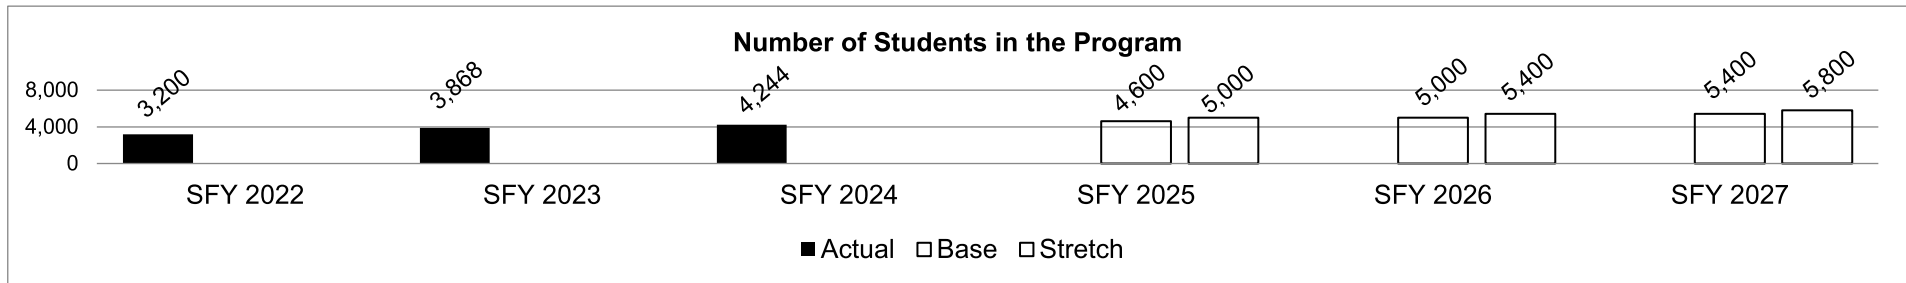 Number of Students in the Program
8,000
4,000
0
3,200
3,868
4,244
4,600
5,000
5,000
5,400
5,400
5,800
SFY 2022
SFY 2023
SFY 2024
SFY 2025
SFY 2026
SFY 2027
Actual Base Stretch